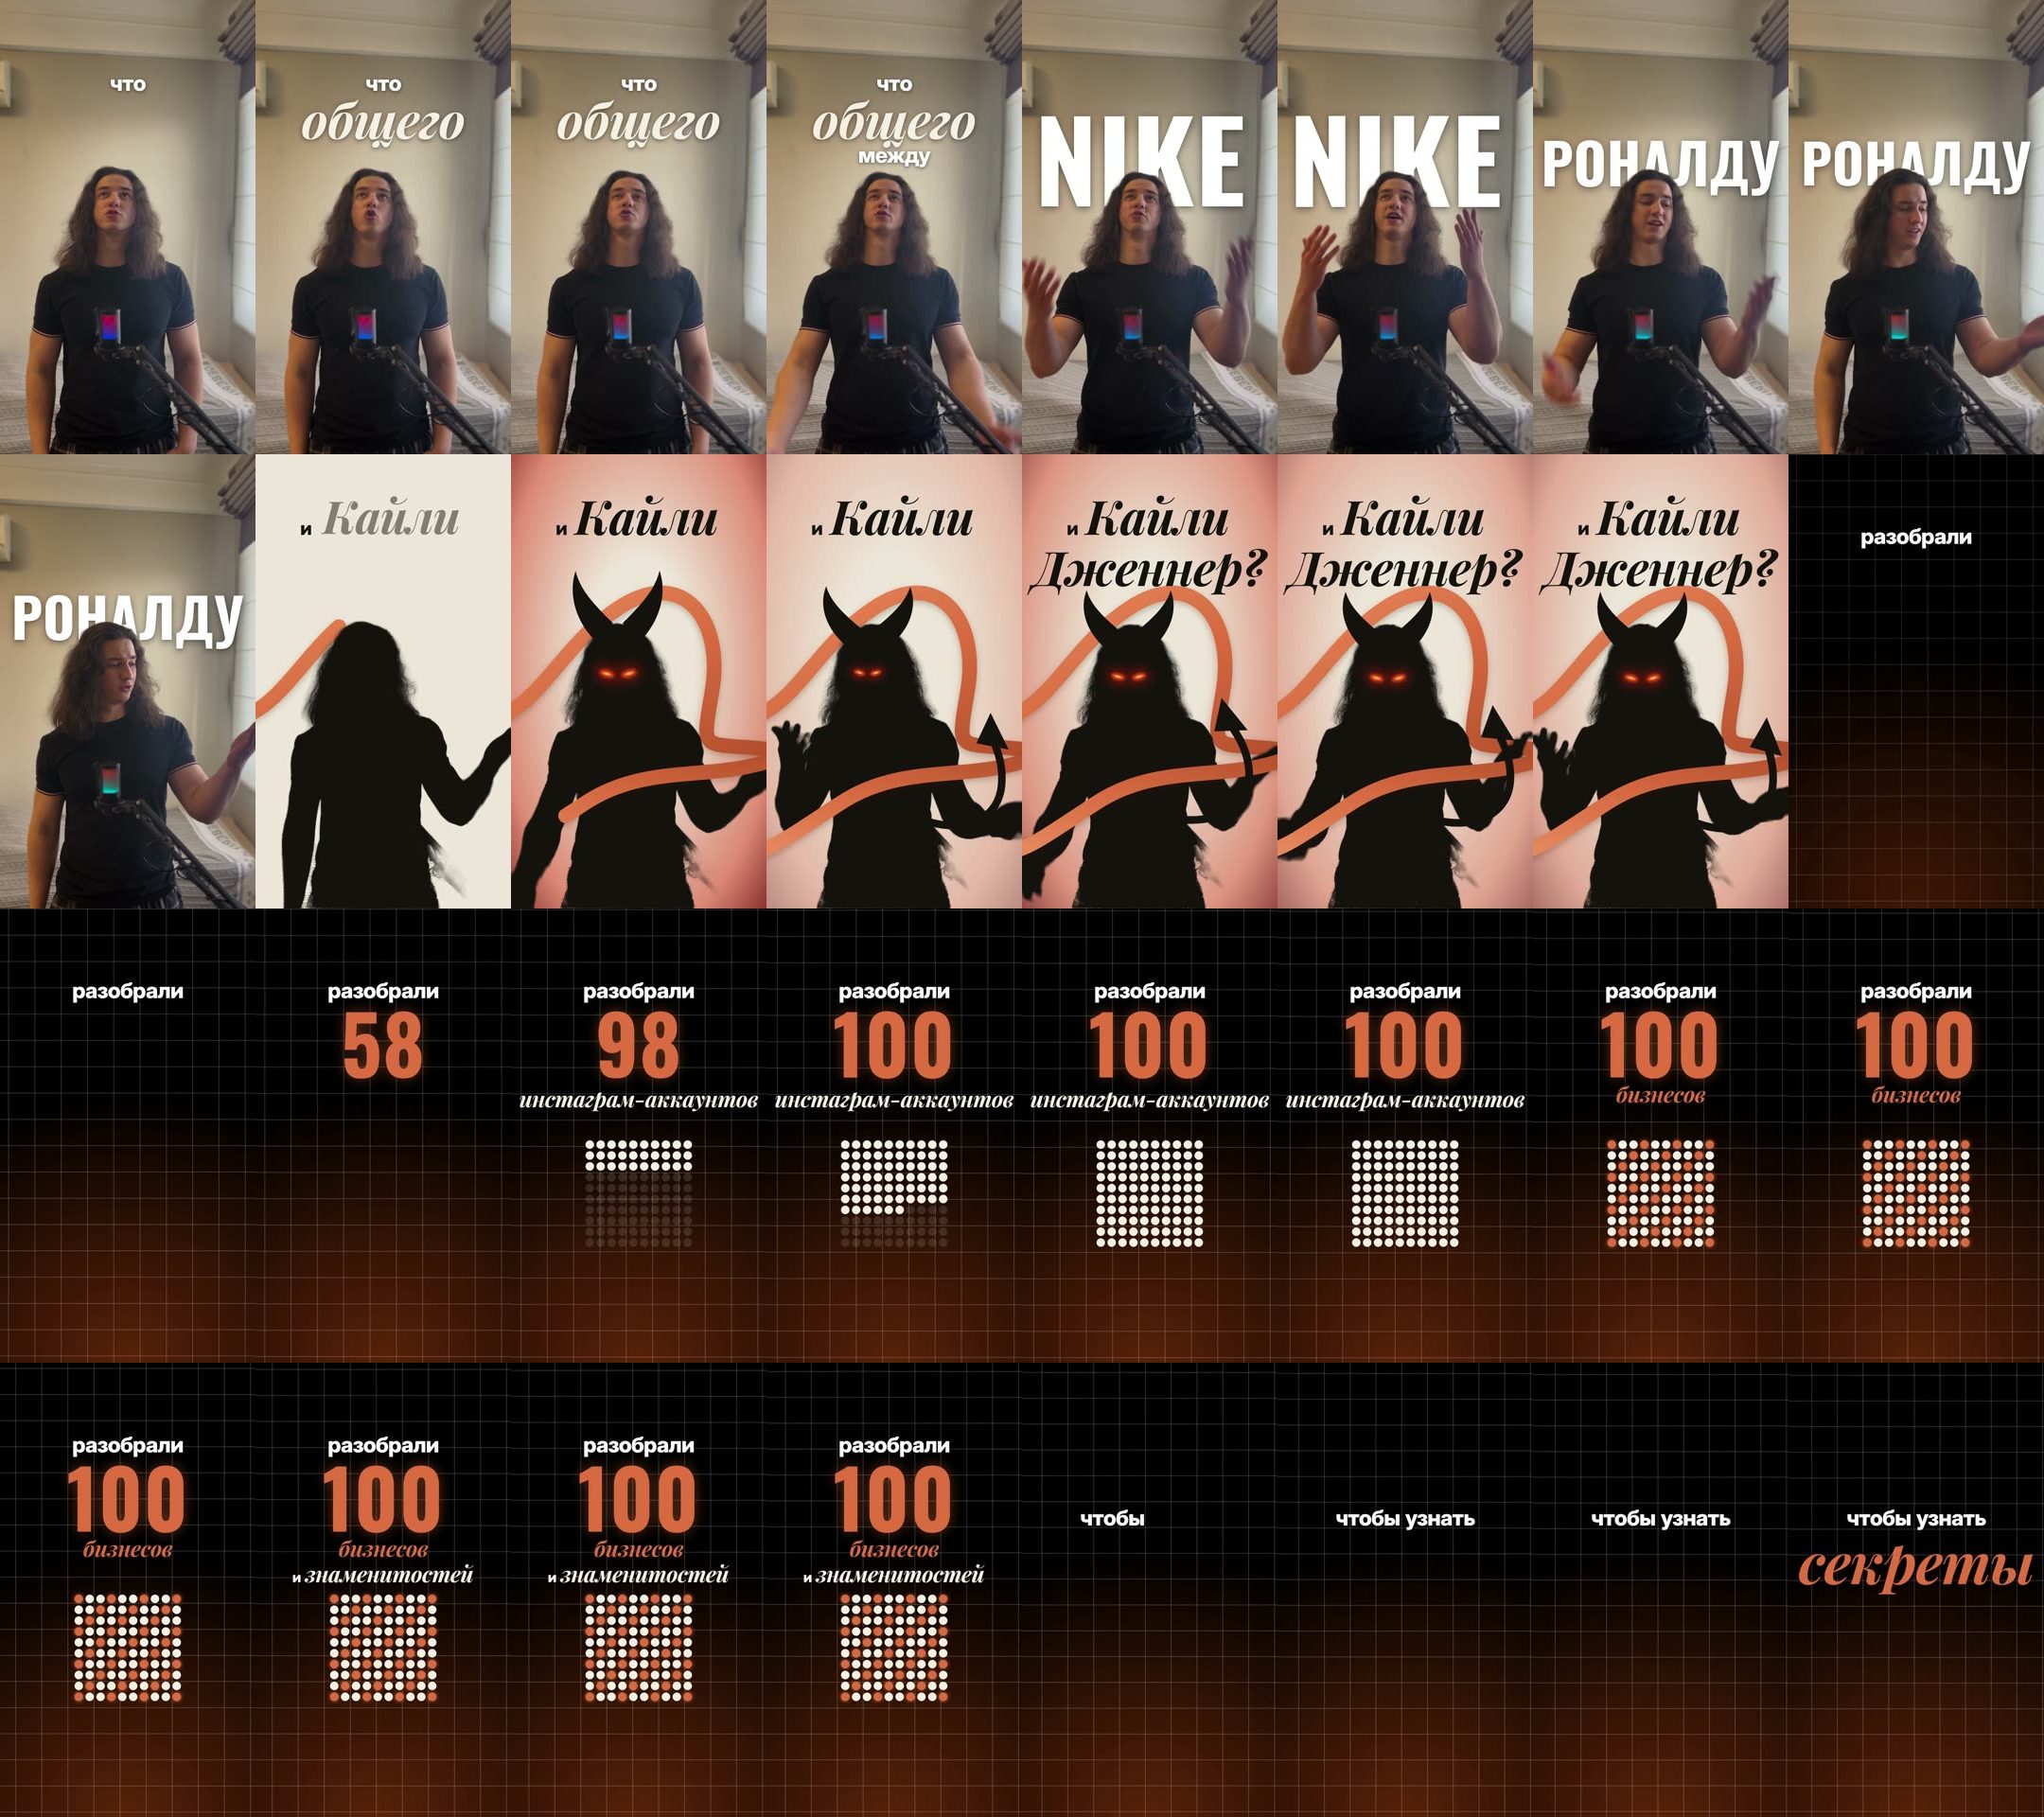 что
что
общего
что
общего
что
общего
между
NIKE
NIKE
РОНАЛДУ
РОНАЛДУ
РОНАЛДУ
и Кайли
и Кайли
и Кайли
и Кайли
Дженнер?
и Кайли
Дженнер?
и Кайли
Дженнер?
разобрали
разобрали
разобрали
58
разобрали
98
инстаграм-аккаунтов
разобрали
100
инстаграм-аккаунтов
разобрали
100
инстаграм-аккаунтов
разобрали
100
инстаграм-аккаунтов
разобрали
100
бизнесов
разобрали
100
бизнесов
разобрали
100
бизнесов
разобрали
100
бизнесов
и знаменитостей
разобрали
100
бизнесов
и знаменитостей
разобрали
100
бизнесов
и знаменитостей
чтобы
чтобы узнать
чтобы узнать
чтобы узнать
секреты